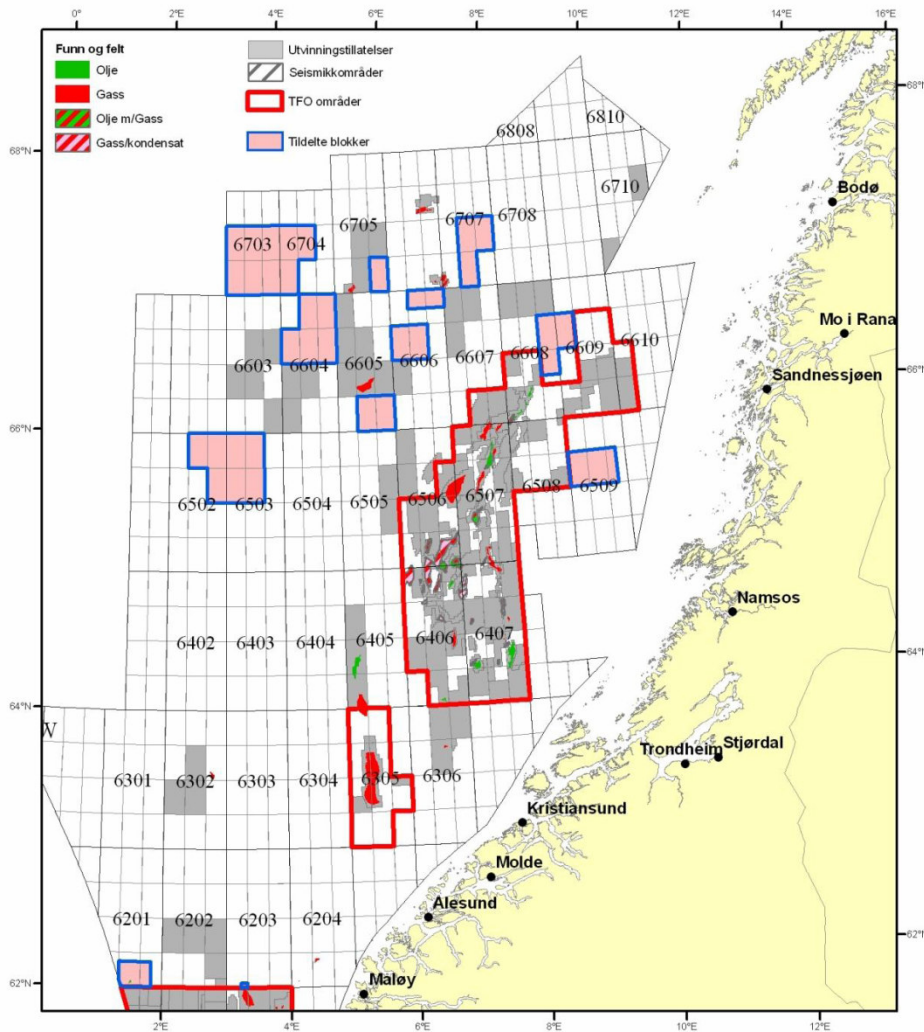 0° 2°E 4°E 6°E 8°E 10°E 12°E 14°E 16°E
Funn og felt
Olje
Gass
Olje m/Gass
Gass/kondensat
Utvinningstillatelser
Seismikkområder
TFO områder
Tildelte blokker
68°N
68°N
6808
6810
6710
Bodø
6705
6707
6708
6703
6704
Mo i Rana
6603
6604
6605
6606
6607
6608
6609
6610
66°N
Sandnessjøen
66°N
6502
6503
6504
6505
6506
6507
6508
6509
Namsos
6402
6403
6404
6405
6406
6407
64°N
64°N
W
Trondheim
Stjørdal
6301
6302
6303
6304
6305
6306
Kristiansund
Molde
Ålesund
6201
6202
6203
6204
62°N
62°N
Måløy
2°E 4°E 6°E 8°E 10°E 12°E